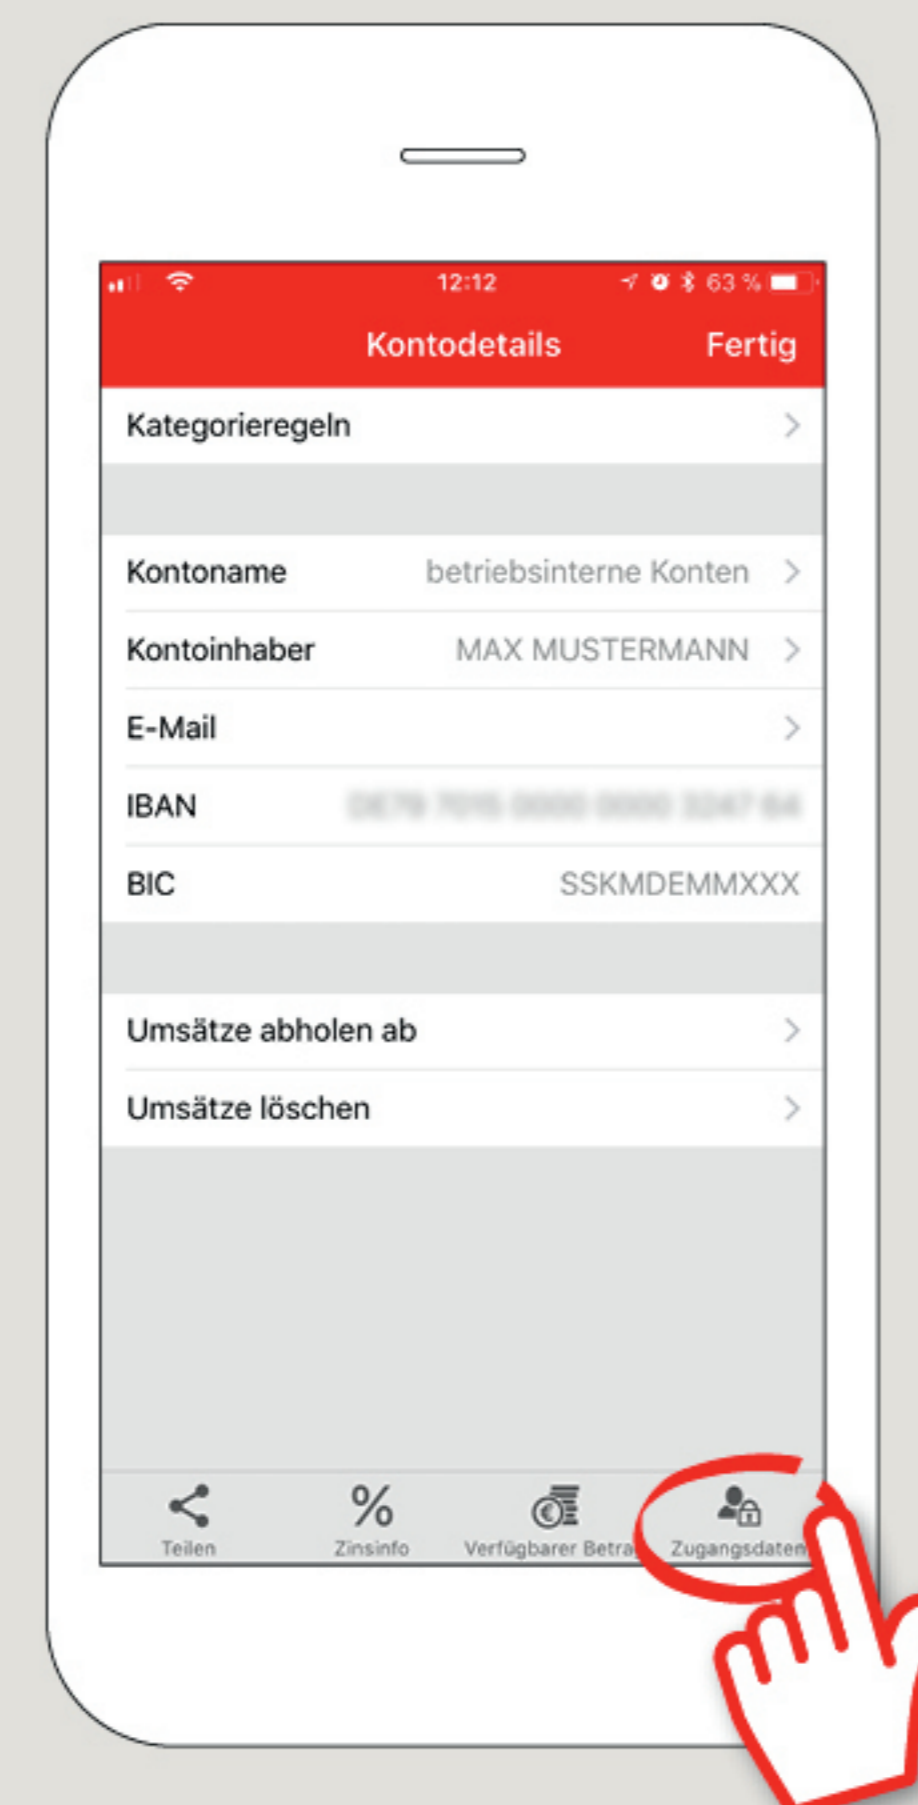 12:12 63 %
Kontodetails Fertig
Kategorieregeln
Kontoname betriebsinterne Konten
Kontoinhaber MAX MUSTERMANN
E-Mail
IBAN
BIC SSKMDEMMXXX
Umsätze abholen ab
Umsätze löschen
%
Teilen Zinsinfo Verfügbarer Betra Zugangsdaten